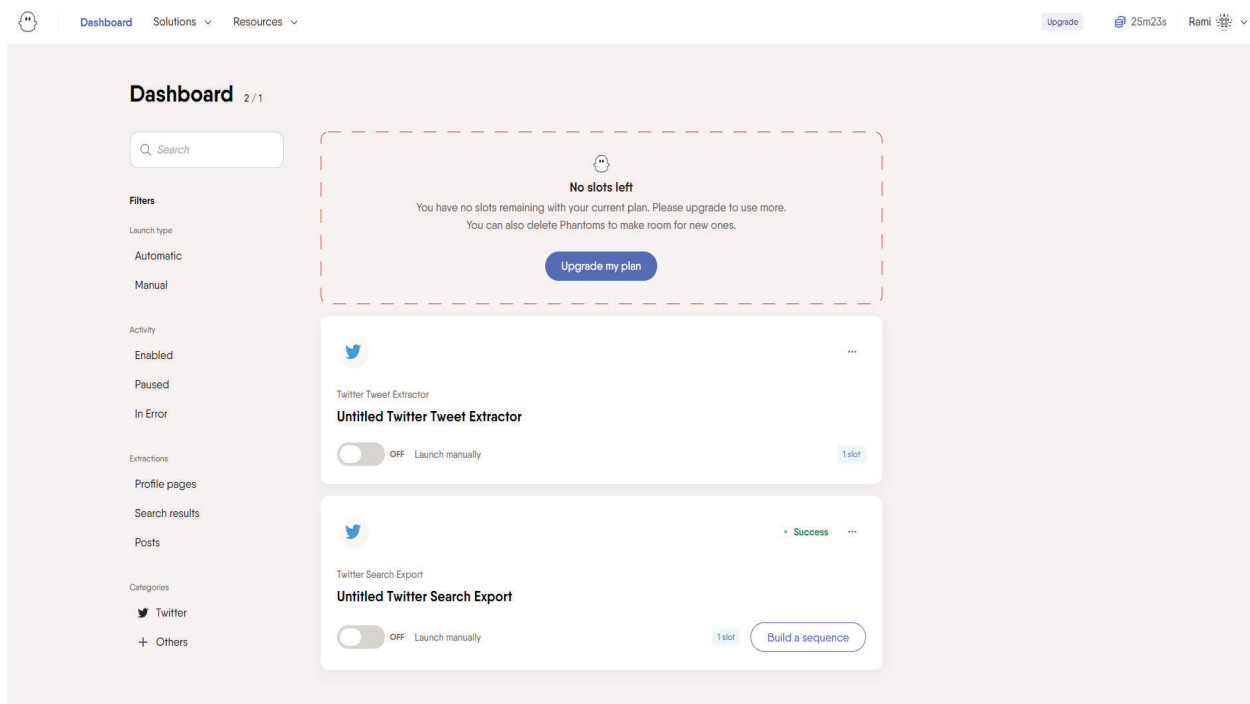 Dashboard Solutions Resources Upgrade 25m23s Rami
Dashboard 2/1
Search
Filters
Launch type
Automatic
Manual
Activity
Enabled
Paused
In Error
Extractions
Profile pages
Search results
Posts
Categories
Twitter
+ Others
No slots left
You have no slots remaining with your current plan. Please upgrade to use more.
You can also delete Phantoms to make room for new ones.
Upgrade my plan
Twitter Tweet Extractor
Untitled Twitter Tweet Extractor
OFF Launch manually 1 slot
Success
Twitter Search Export
Untitled Twitter Search Export
OFF Launch manually 1 slot Build a sequence